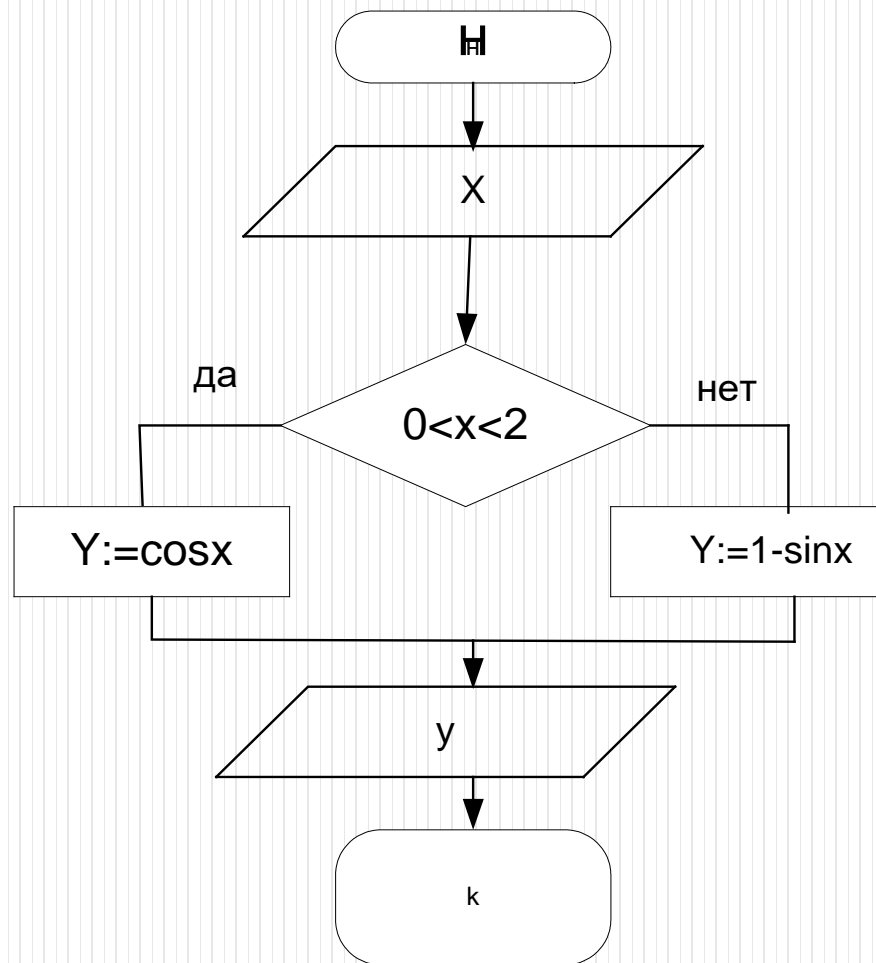 Н
X
да
нет
0<x<2
Y:=cosx
Y:=1-sinx
y
k